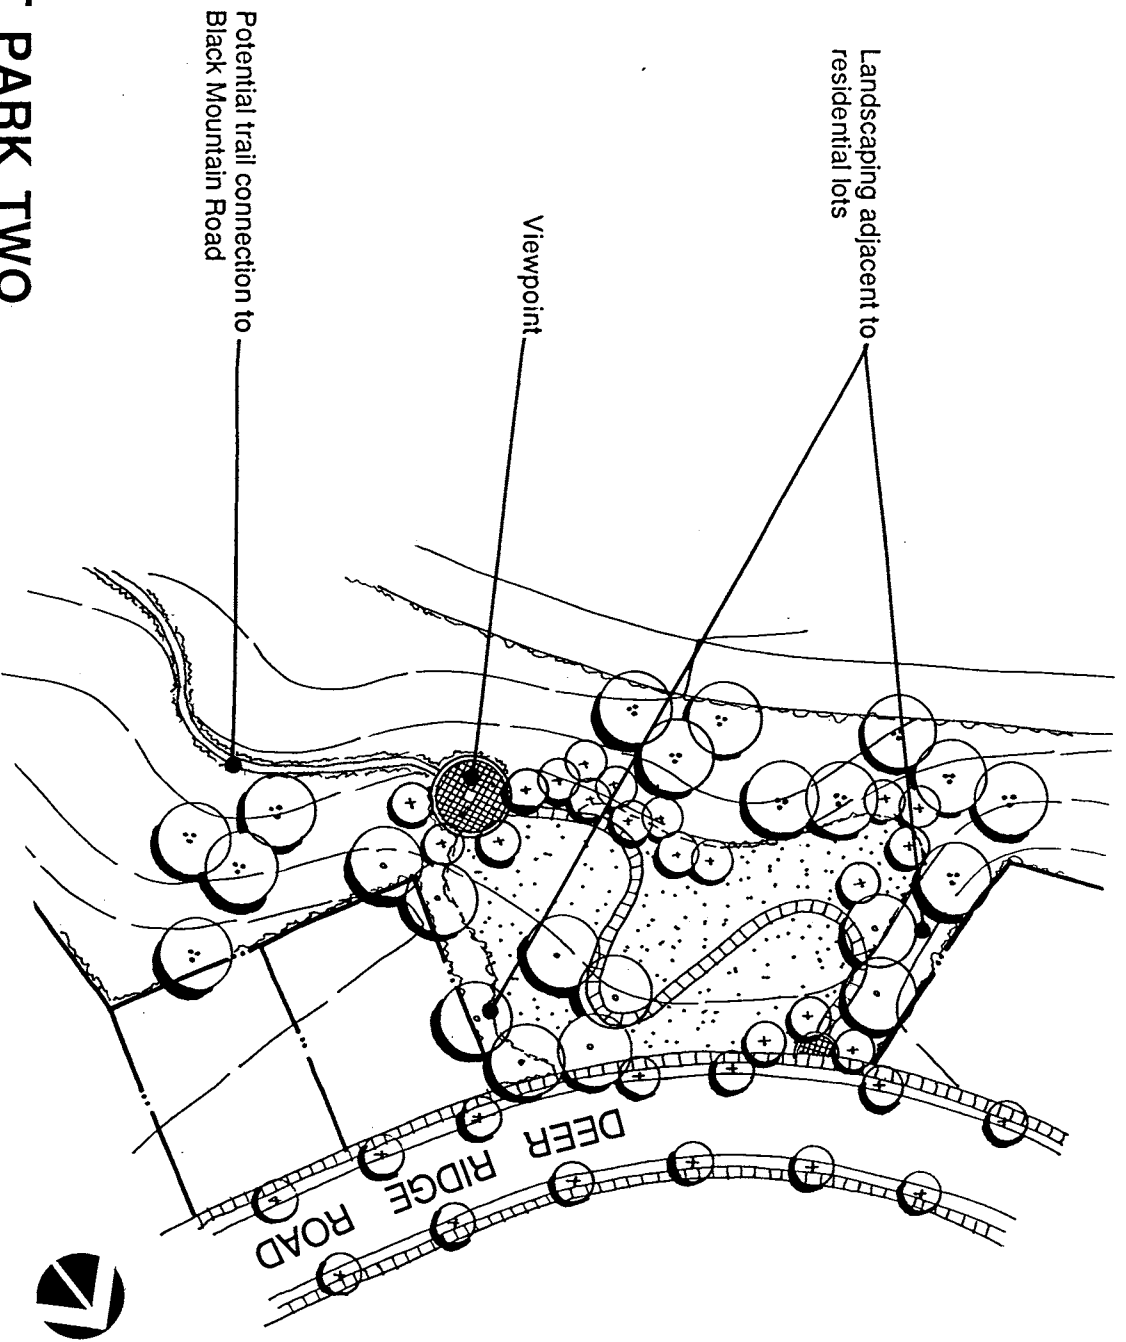 Landscaping adjacent to
residential lots
Viewpoint
Potential trail connection to
Black Mountain Road
DEER RIDGE ROAD
PARK TWO